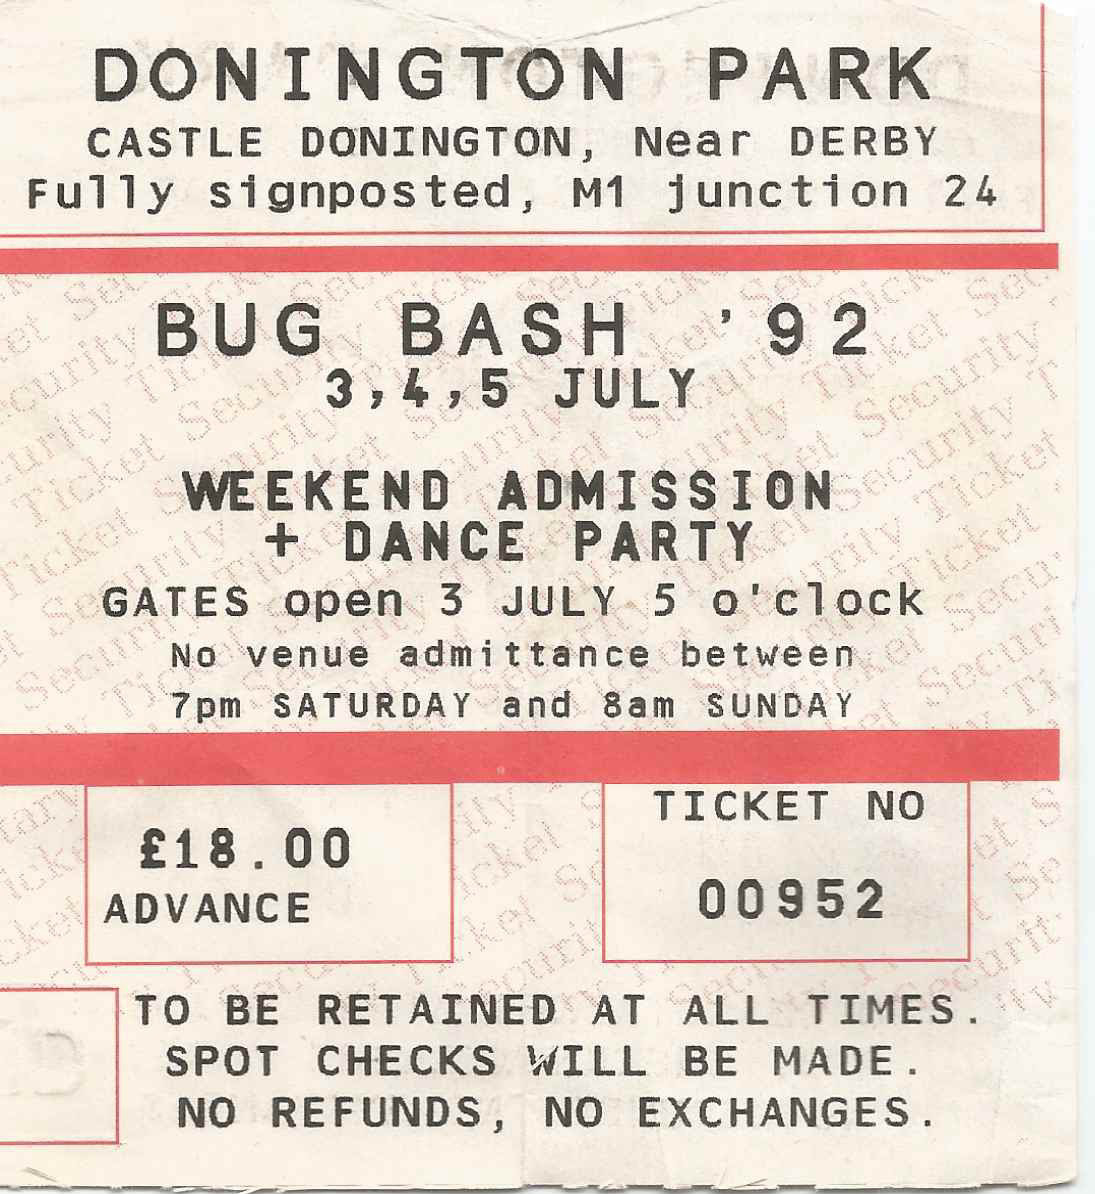 DONINGTON PARK
CASTLE DONINGTON, Near DERBY
Fully signposted, M1 junction 24
BUG BASH '92
3,4,5 JULY
WEEKEND ADMISSION
+ DANCE PARTY
GATES open 3 JULY 5 o'clock
No venue admittance between
7pm SATURDAY and 8am SUNDAY
£18.00
ADVANCE
TICKET NO
00952
TO BE RETAINED AT ALL TIMES.
SPOT CHECKS WILL BE MADE.
NO REFUNDS, NO EXCHANGES.